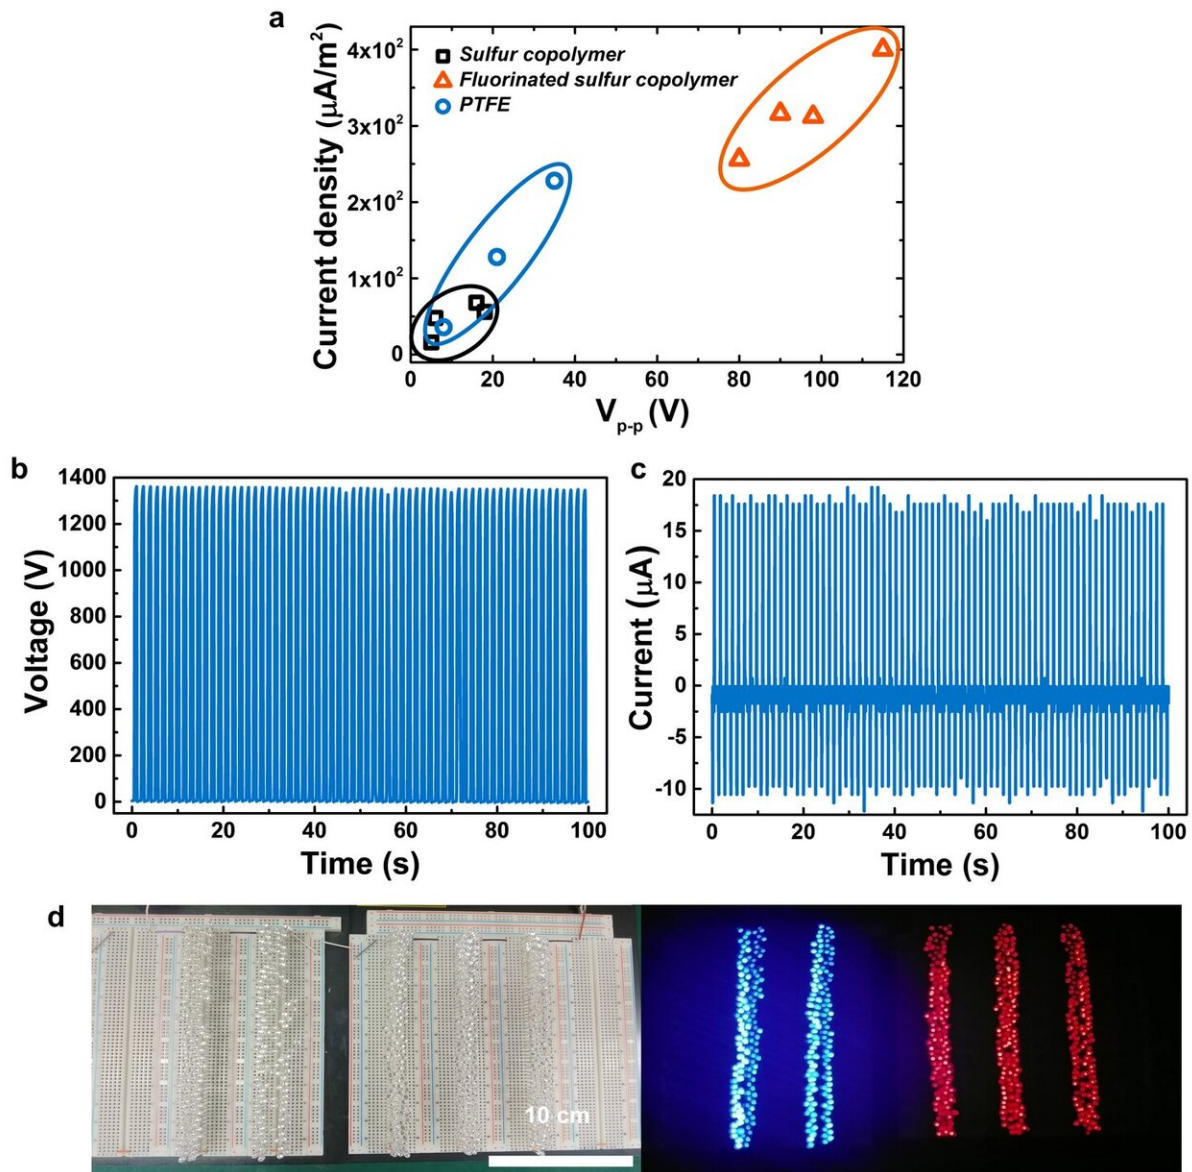 a
Current density (μA/m²)
4x10²
3x10²
2x10²
1x10²
0
Sulfur copolymer
Fluorinated sulfur copolymer
PTFE
0 20 40 60 80 100 120
Vp-p (V)
b
Voltage (V)
1400
1200
1000
800
600
400
200
0
0 20 40 60 80 100
Time (s)
c
Current (μA)
20
15
10
5
0
-5
-10
0 20 40 60 80 100
Time (s)
d
10 cm